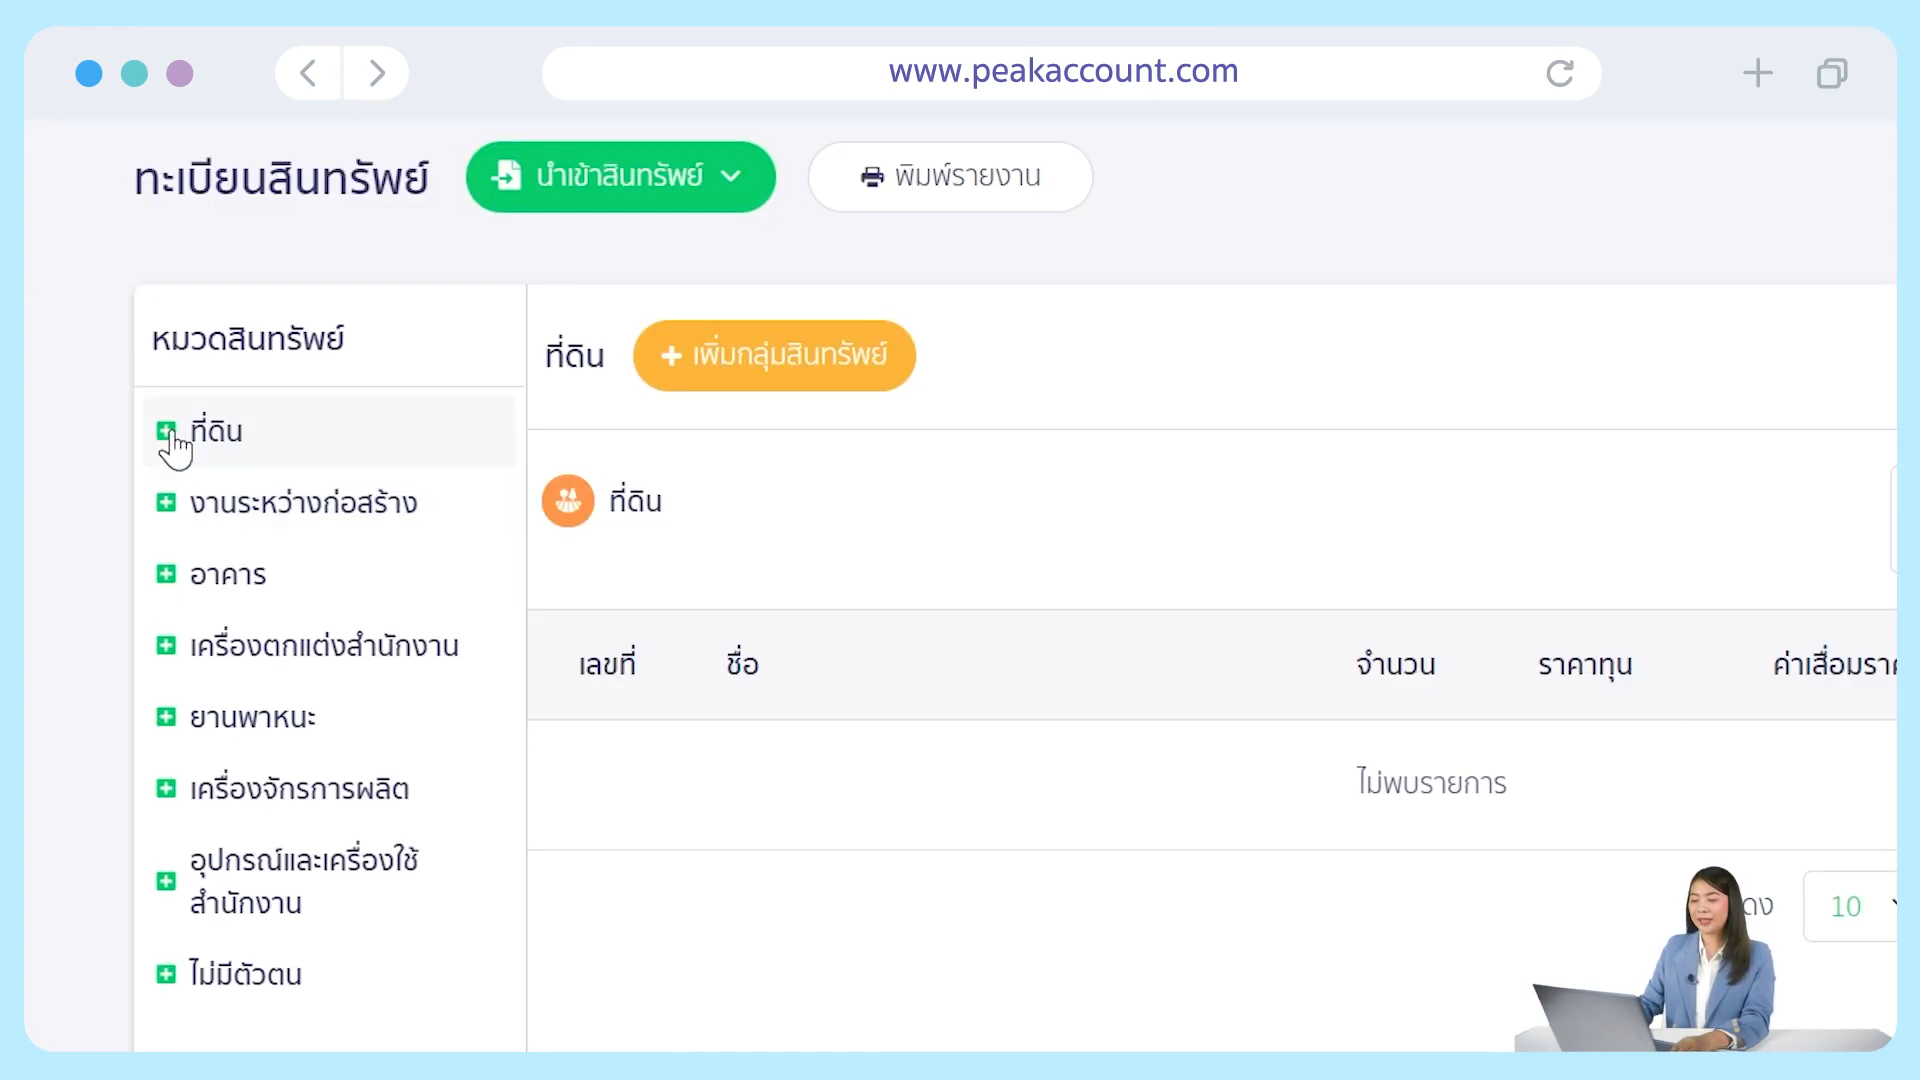 www.peakaccount.com
ทะเบียนสินทรัพย์
นำเข้าสินทรัพย์
พิมพ์รายงาน
หมวดสินทรัพย์
ที่ดิน
เพิ่มกลุ่มสินทรัพย์
ที่ดิน
งานระหว่างก่อสร้าง
อาคาร
เครื่องตกแต่งสำนักงาน
ยานพาหนะ
เครื่องจักรการผลิต
อุปกรณ์และเครื่องใช้
สำนักงาน
ไม่มีตัวตน
ที่ดิน
เลขที่ ชื่อ จำนวน ราคาทุน ค่าเสื่อมรา
ไม่พบรายการ
10